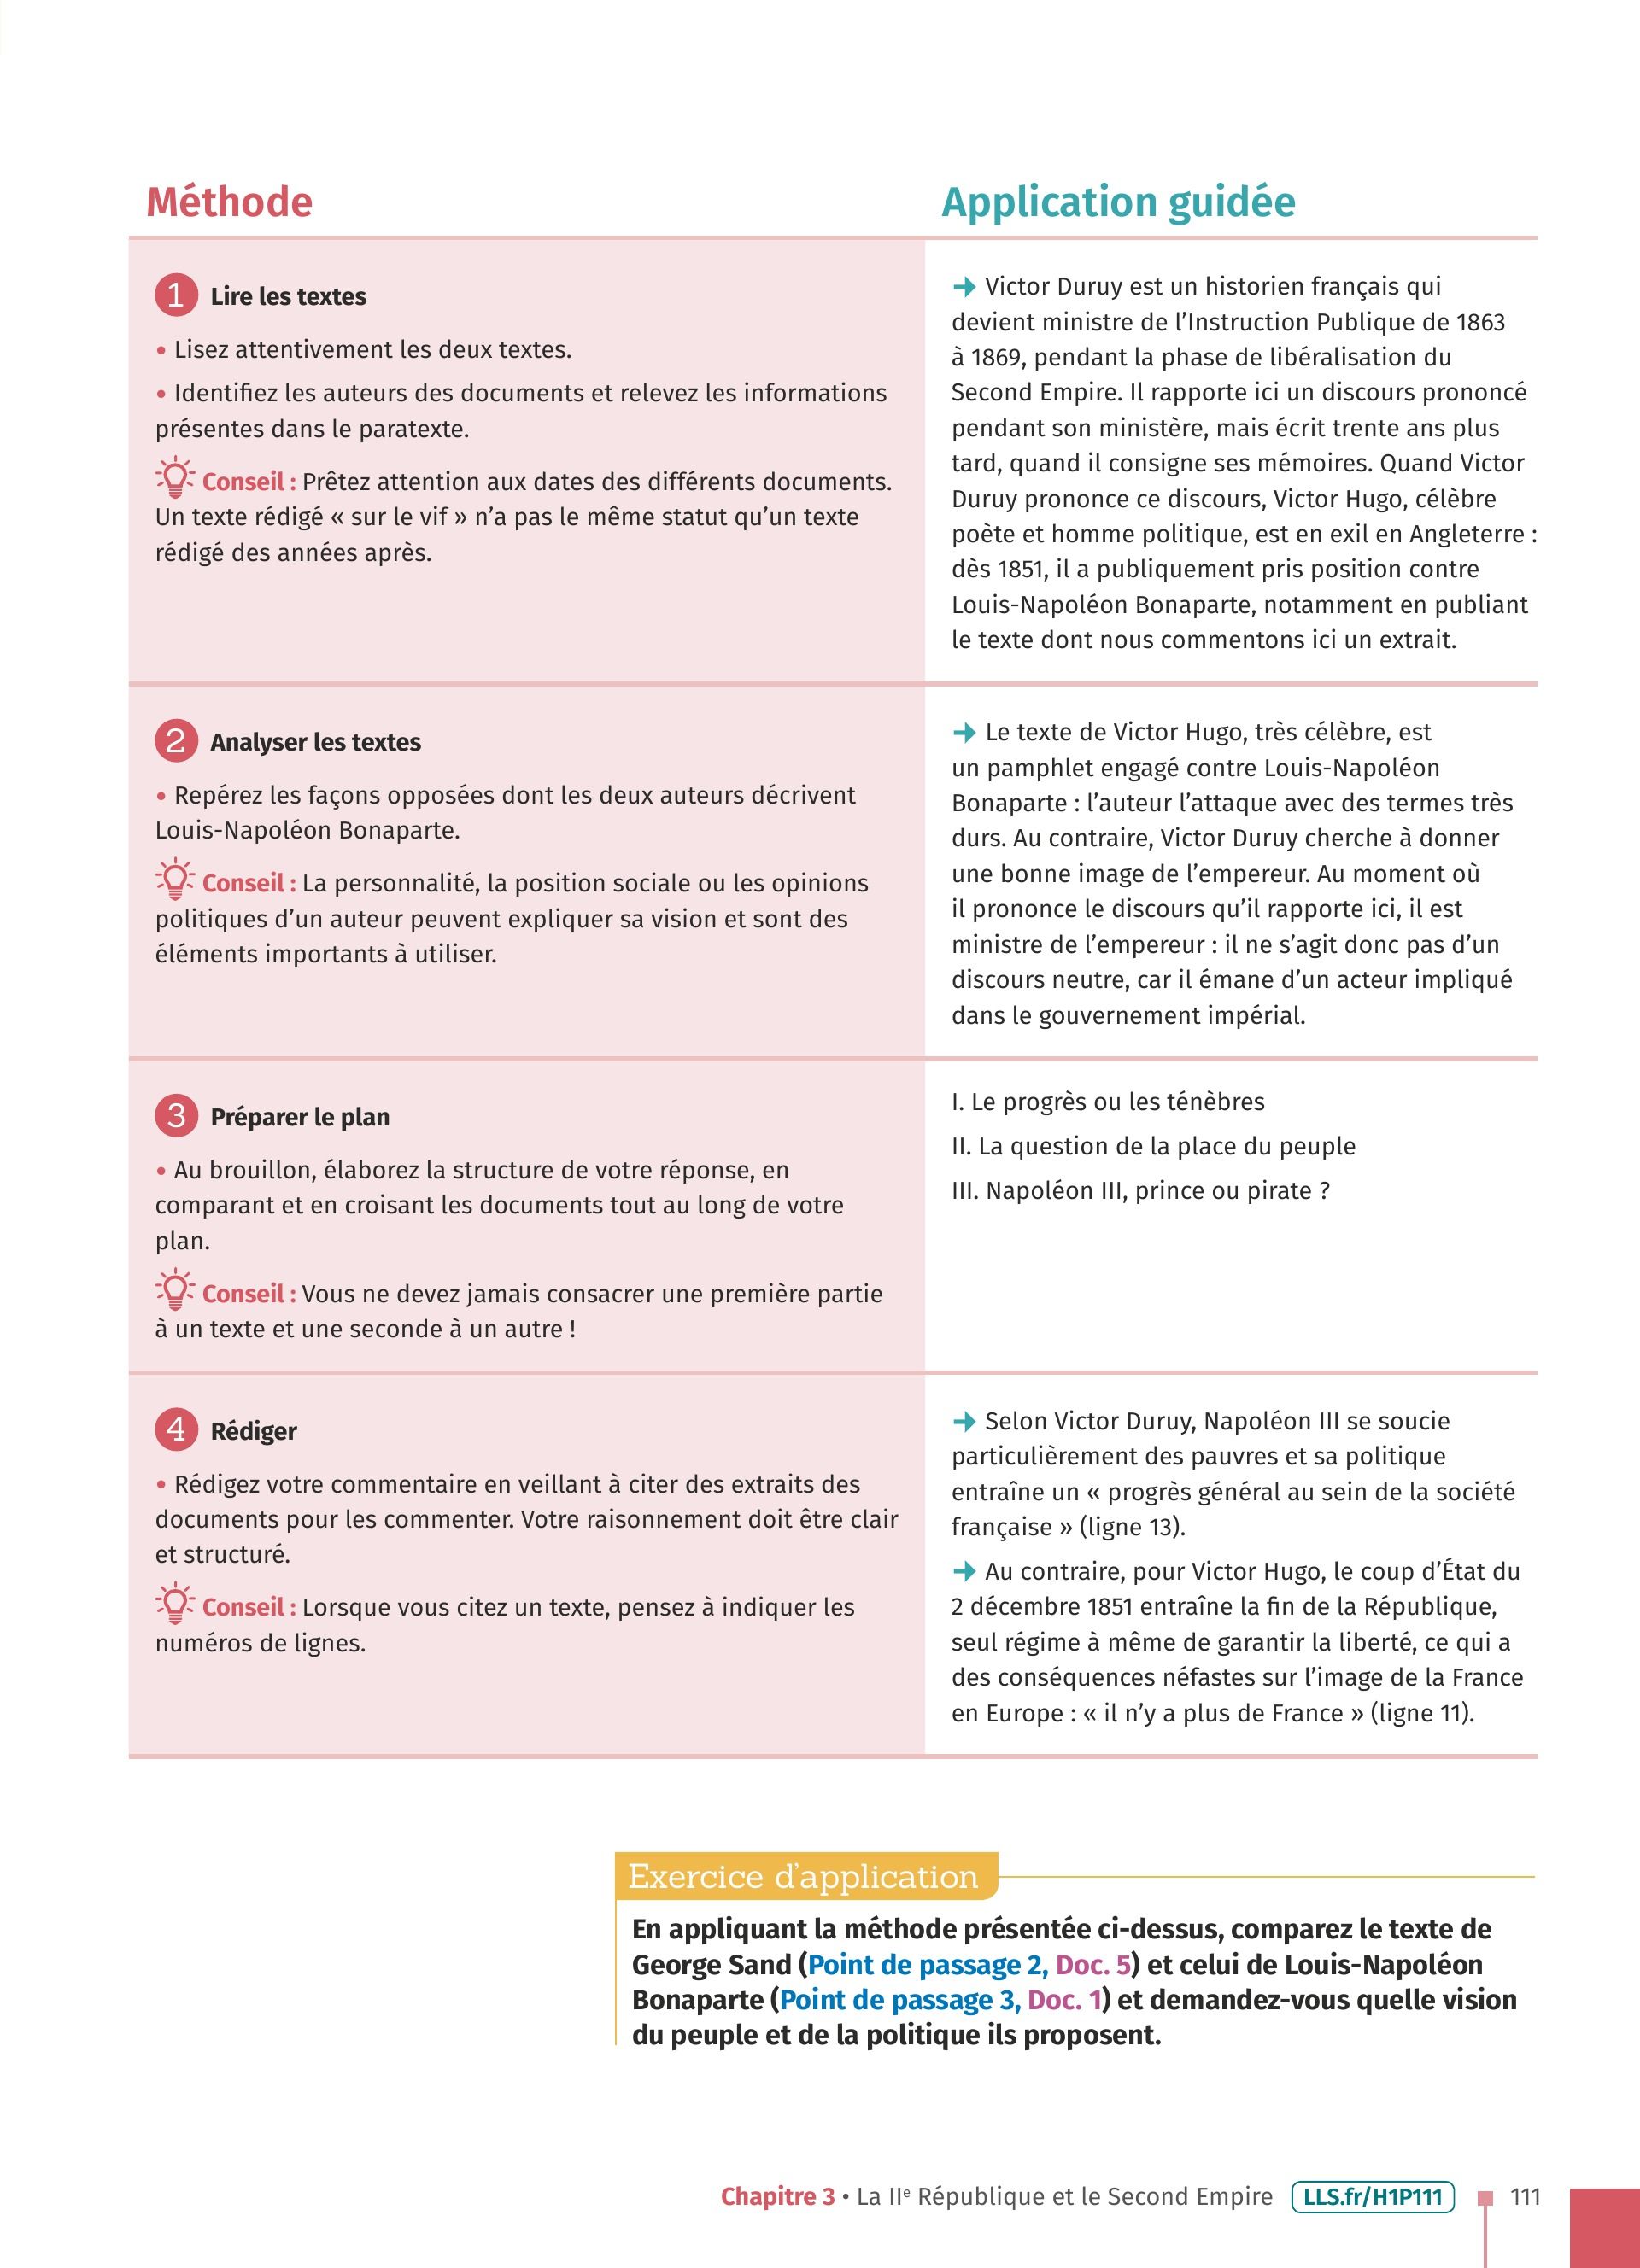 Méthode
Application guidée
1 Lire les textes
• Lisez attentivement les deux textes.
• Identifiez les auteurs des documents et relevez les informations
présentes dans le paratexte.
Conseil : Prêtez attention aux dates des différents documents.
Un texte rédigé « sur le vif » n’a pas le même statut qu’un texte
rédigé des années après.
→ Victor Duruy est un historien français qui
devient ministre de l’Instruction Publique de 1863
à 1869, pendant la phase de libéralisation du
Second Empire. Il rapporte ici un discours prononcé
pendant son ministère, mais écrit trente ans plus
tard, quand il consigne ses mémoires. Quand Victor
Duruy prononce ce discours, Victor Hugo, célèbre
poète et homme politique, est en exil en Angleterre :
dès 1851, il a publiquement pris position contre
Louis-Napoléon Bonaparte, notamment en publiant
le texte dont nous commentons ici un extrait.
2 Analyser les textes
• Repérez les façons opposées dont les deux auteurs décrivent
Louis-Napoléon Bonaparte.
Conseil : La personnalité, la position sociale ou les opinions
politiques d’un auteur peuvent expliquer sa vision et sont des
éléments importants à utiliser.
→ Le texte de Victor Hugo, très célèbre, est
un pamphlet engagé contre Louis-Napoléon
Bonaparte : l’auteur l’attaque avec des termes très
durs. Au contraire, Victor Duruy cherche à donner
une bonne image de l’empereur. Au moment où
il prononce le discours qu’il rapporte ici, il est
ministre de l’empereur : il ne s’agit donc pas d’un
discours neutre, car il émane d’un acteur impliqué
dans le gouvernement impérial.
3 Préparer le plan
• Au brouillon, élaborez la structure de votre réponse, en
comparant et en croisant les documents tout au long de votre
plan.
Conseil : Vous ne devez jamais consacrer une première partie
à un texte et une seconde à un autre !
I. Le progrès ou les ténèbres
II. La question de la place du peuple
III. Napoléon III, prince ou pirate ?
4 Rédiger
• Rédigez votre commentaire en veillant à citer des extraits des
documents pour les commenter. Votre raisonnement doit être clair
et structuré.
Conseil : Lorsque vous citez un texte, pensez à indiquer les
numéros de lignes.
→ Selon Victor Duruy, Napoléon III se soucie
particulièrement des pauvres et sa politique
entraîne un « progrès général au sein de la société
française » (ligne 13).
→ Au contraire, pour Victor Hugo, le coup d’État du
2 décembre 1851 entraîne la fin de la République,
seul régime à même de garantir la liberté, ce qui a
des conséquences néfastes sur l’image de la France
en Europe : « il n’y a plus de France » (ligne 11).
Exercice d’application
En appliquant la méthode présentée ci-dessus, comparez le texte de
George Sand (Point de passage 2, Doc. 5) et celui de Louis-Napoléon
Bonaparte (Point de passage 3, Doc. 1) et demandez-vous quelle vision
du peuple et de la politique ils proposent.
Chapitre 3 • La IIe République et le Second Empire LLS.fr/H1P111 111